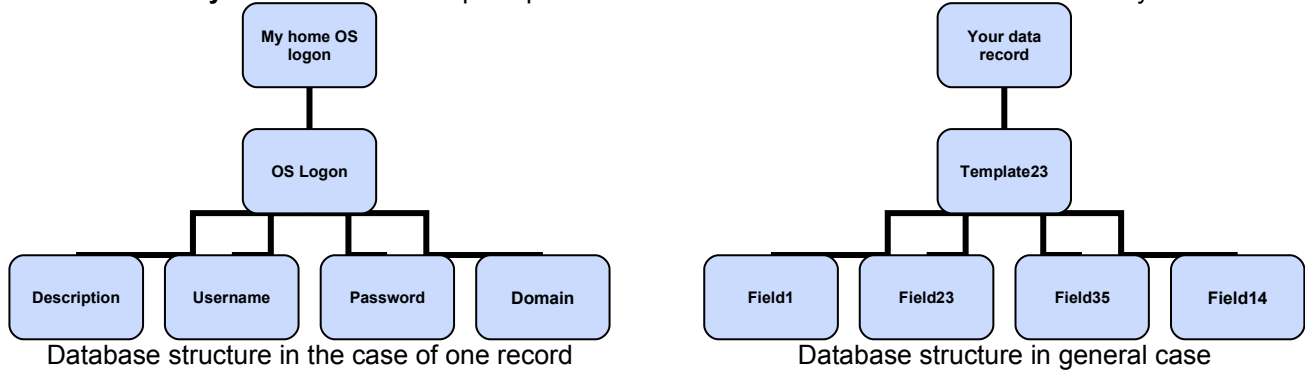 My home OS
logon
Your data
record
OS Logon
Template23
Description
Username
Password
Domain
Field1
Field23
Field35
Field14
Database structure in the case of one record
Database structure in general case